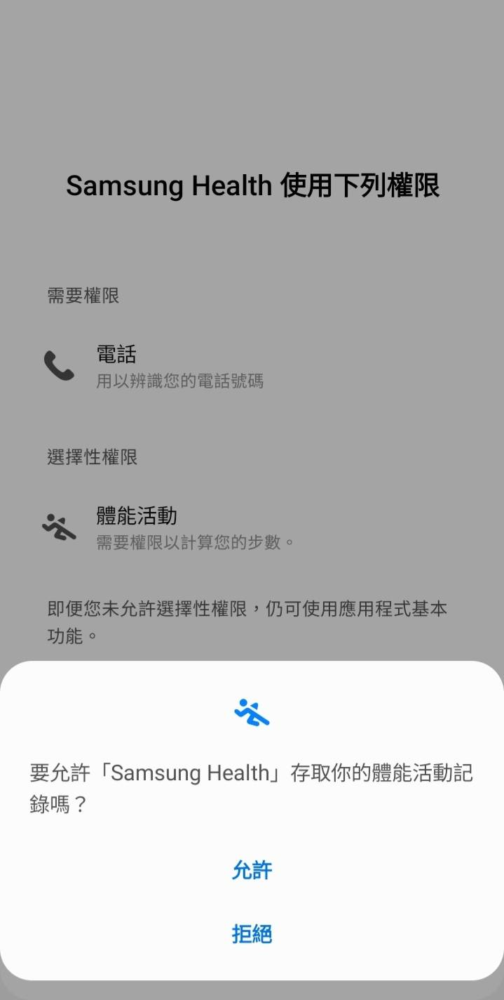 Samsung Health 使用下列權限
需要權限
電話
用以辨識您的電話號碼
選擇性權限
體能活動
需要權限以計算您的步數。
即便您未允許選擇性權限，仍可使用應用程式基本
功能。
要允許「Samsung Health」存取你的體能活動記
錄嗎？
允許
拒絕